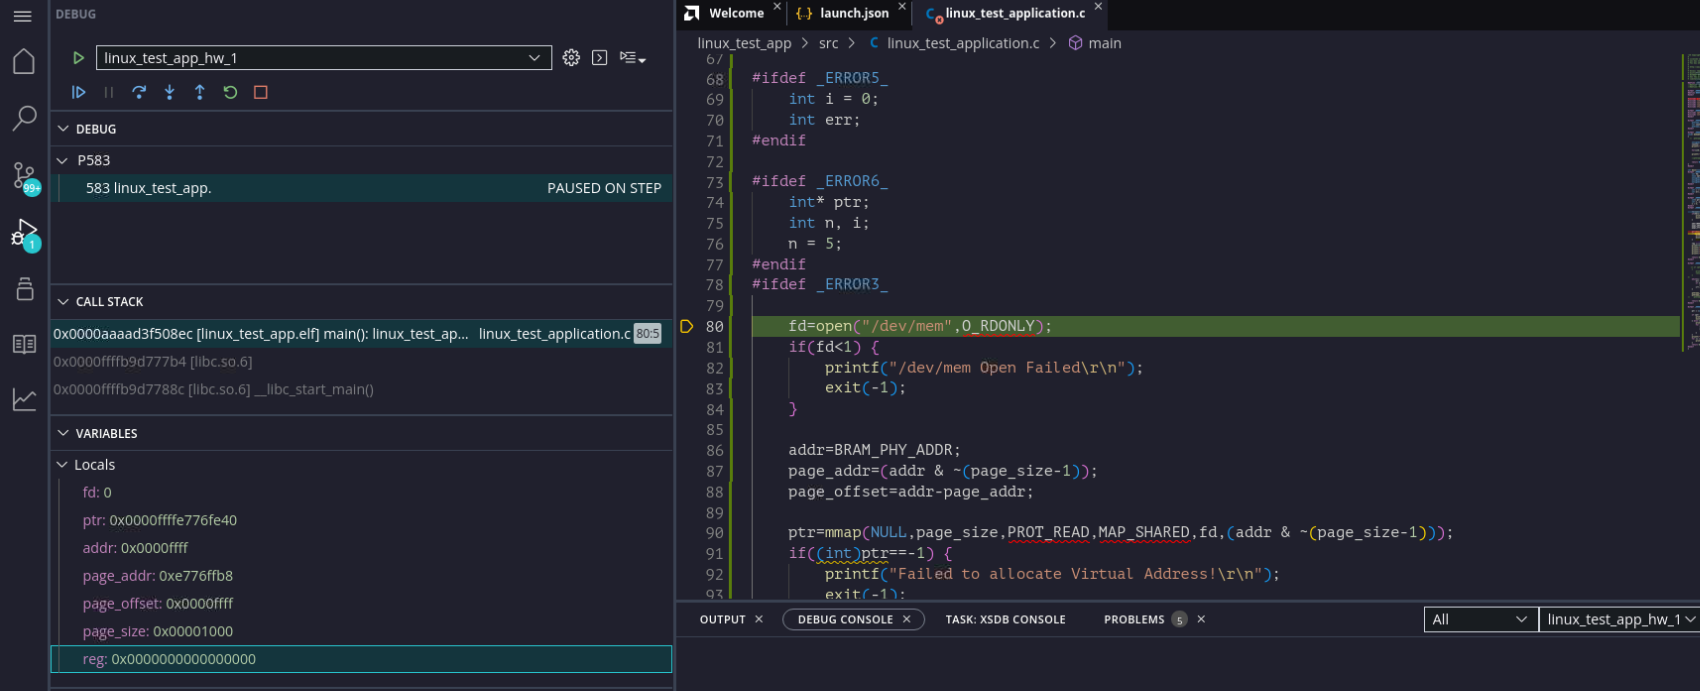 DEBUG
linux_test_app_hw_1
99+
1
DEBUG
P583
583 linux_test_app. PAUSED ON STEP
CALL STACK
0x0000aaaad3f508ec [linux_test_app.elf] main(): linux_test_ap... linux_test_application.c 80:5
0x0000ffffb9d777b4 [libc.so.6]
0x0000ffffb9d7788c [libc.so.6] __libc_start_main()
VARIABLES
Locals
fd: 0
ptr: 0x0000ffffe776fe40
addr: 0x0000ffff
page_addr: 0xe776ffb8
page_offset: 0x0000ffff
page_size: 0x00001000
reg: 0x0000000000000000
Welcome × {..} launch.json × C linux_test_application.c ×
linux_test_app > src > C linux_test_application.c > main
67
68 #ifdef _ERROR5_
69 int i = 0;
70 int err;
71 #endif
72
73 #ifdef _ERROR6_
74 int* ptr;
75 int n, i;
76 n = 5;
77 #endif
78 #ifdef _ERROR3_
79
80 fd=open("/dev/mem",O_RDONLY);
81 if(fd<1) {
82 printf("/dev/mem Open Failed\r\n");
83 exit(-1);
84 }
85
86 addr=BRAM_PHY_ADDR;
87 page_addr=(addr & ~(page_size-1));
88 page_offset=addr-page_addr;
89
90 ptr=mmap(NULL,page_size,PROT_READ,MAP_SHARED,fd,(addr & ~(page_size-1)));
91 if((int)ptr==-1) {
92 printf("Failed to allocate Virtual Address!\r\n");
93 exit(-1);
OUTPUT × DEBUG CONSOLE × TASK: XSDB CONSOLE PROBLEMS 5 × All linux_test_app_hw_1